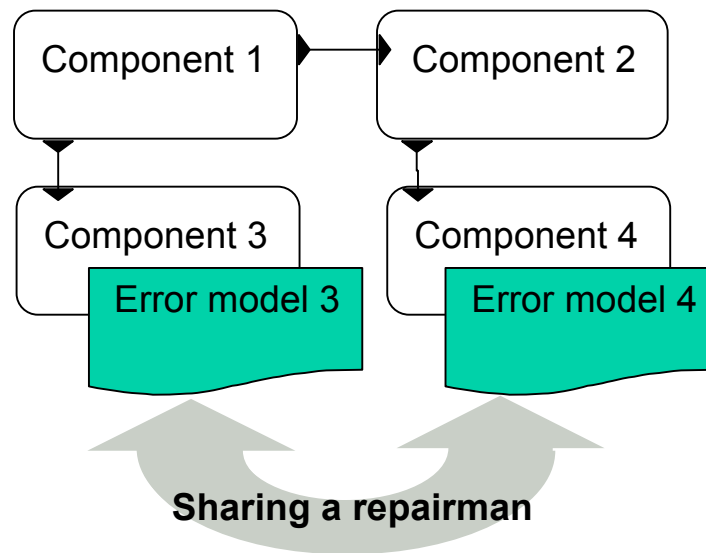 Component 1
Component 2
Component 3
Component 4
Error model 3
Error model 4
Sharing a repairman